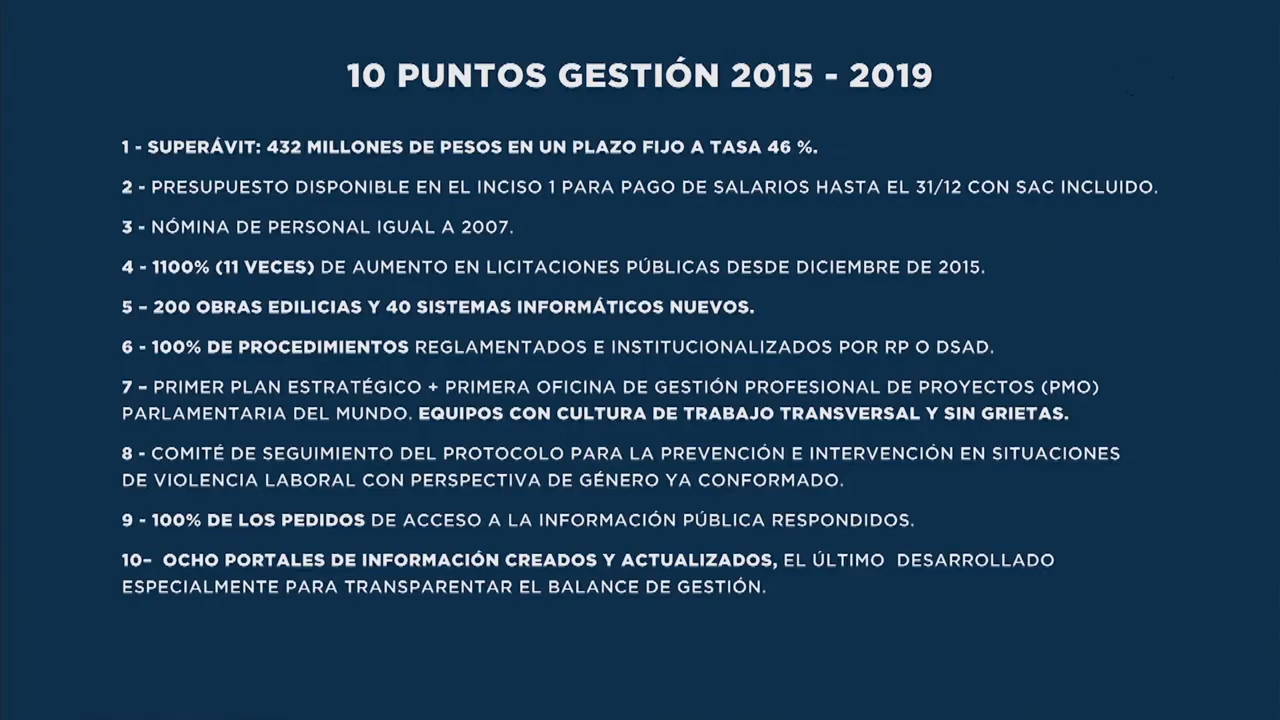 10 PUNTOS GESTIÓN 2015 - 2019
1 - SUPERÁVIT: 432 MILLONES DE PESOS EN UN PLAZO FIJO A TASA 46 %.
2 - PRESUPUESTO DISPONIBLE EN EL INCISO 1 PARA PAGO DE SALARIOS HASTA EL 31/12 CON SAC INCLUIDO.
3 - NÓMINA DE PERSONAL IGUAL A 2007.
4 - 1100% (11 VECES) DE AUMENTO EN LICITACIONES PÚBLICAS DESDE DICIEMBRE DE 2015.
5 – 200 OBRAS EDILICIAS Y 40 SISTEMAS INFORMÁTICOS NUEVOS.
6 - 100% DE PROCEDIMIENTOS REGLAMENTADOS E INSTITUCIONALIZADOS POR RP O DSAD.
7 – PRIMER PLAN ESTRATÉGICO + PRIMERA OFICINA DE GESTIÓN PROFESIONAL DE PROYECTOS (PMO)
PARLAMENTARIA DEL MUNDO. EQUIPOS CON CULTURA DE TRABAJO TRANSVERSAL Y SIN GRIETAS.
8 - COMITÉ DE SEGUIMIENTO DEL PROTOCOLO PARA LA PREVENCIÓN E INTERVENCIÓN EN SITUACIONES
DE VIOLENCIA LABORAL CON PERSPECTIVA DE GÉNERO YA CONFORMADO.
9 - 100% DE LOS PEDIDOS DE ACCESO A LA INFORMACIÓN PÚBLICA RESPONDIDOS.
10– OCHO PORTALES DE INFORMACIÓN CREADOS Y ACTUALIZADOS, EL ÚLTIMO DESARROLLADO
ESPECIALMENTE PARA TRANSPARENTAR EL BALANCE DE GESTIÓN.